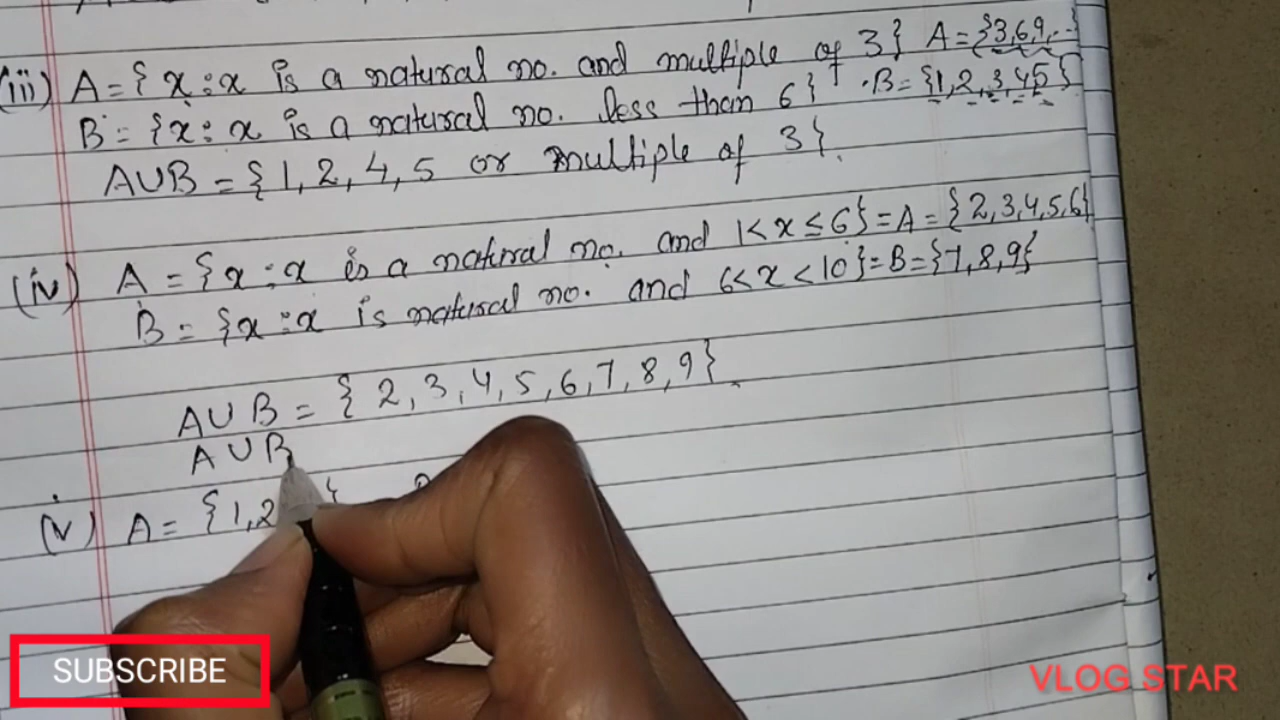 (iii) A = {x : x is a natural no. and multiple of 3} A = {3,6,9,...}
B = {x : x is a natural no. less than 6} B = {1,2,3,4,5}
A∪B = {1, 2, 4, 5 or multiple of 3}.
(iv) A = {x : x is a natural no. and 1 < x ≤ 6} = A = {2,3,4,5,6}
B = {x : x is natural no. and 6 < x < 10} = B = {7,8,9}
A ∪ B = {2, 3, 4, 5, 6, 7, 8, 9}.
A ∪ B
(v) A = {1,2 }
SUBSCRIBE
VLOG STAR